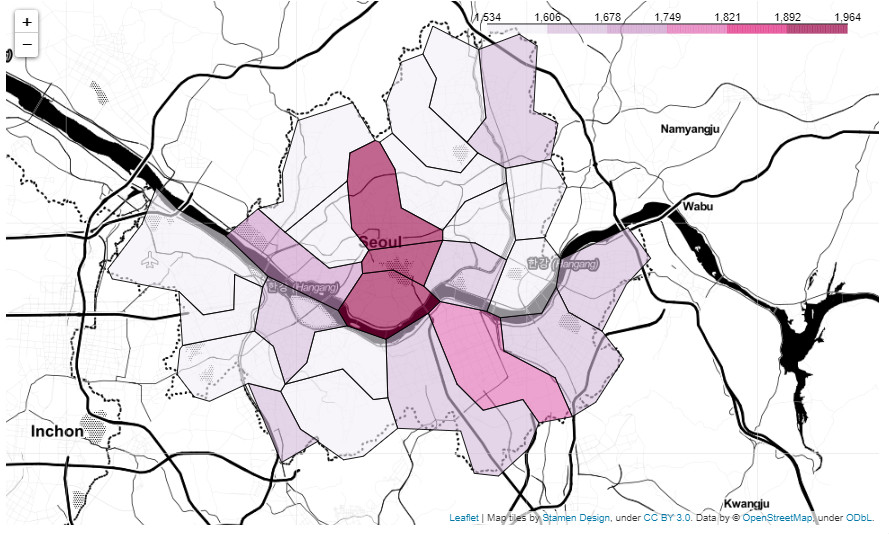 +
−
1,534 1,606 1,678 1,749 1,821 1,892 1,964
)
Namyangju
Wabu
Seoul
한강 (Hangang)
한강 (Hangang)
Inchon
Kwangju
Leaflet | Map tiles by Stamen Design, under CC BY 3.0. Data by © OpenStreetMap, under ODbL.